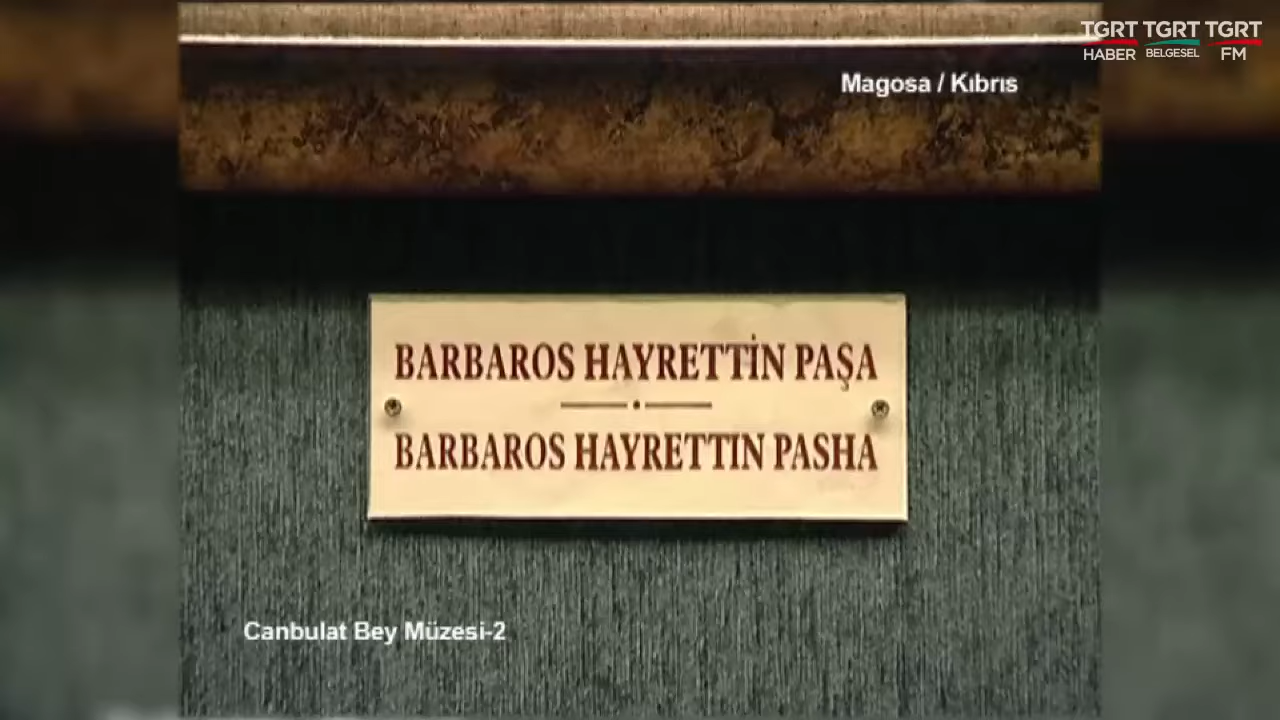 TGRT TGRT TGRT
HABER BELGESEL FM
Magosa / Kıbrıs
BARBAROS HAYRETTİN PAŞA
BARBAROS HAYRETTIN PASHA
Canbulat Bey Müzesi-2